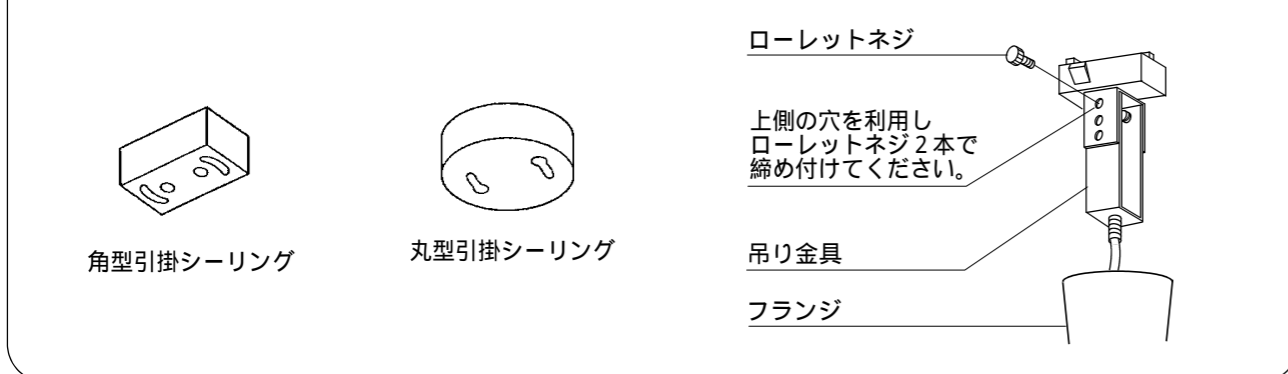 角型引掛シーリング
丸型引掛シーリング
ローレットネジ
上側の穴を利用し
ローレットネジ2本で
締め付けてください。
吊り金具
フランジ